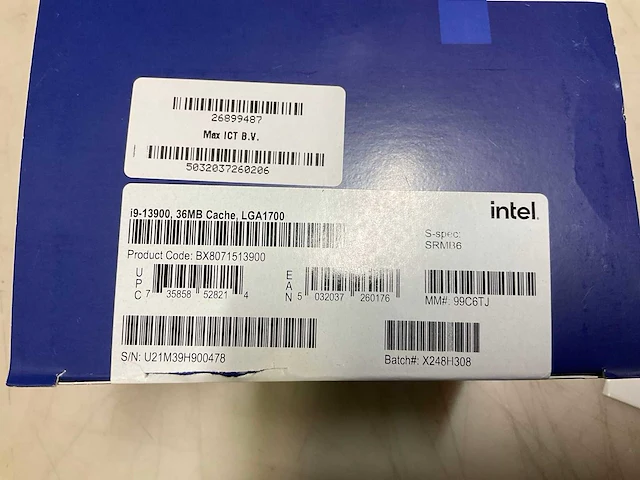 26899487
Max ICT B.V.
5032037260206
intel.
i9-13900, 36MB Cache, LGA1700
S-spec:
SRMB6
Product Code: BX8071513900
UPC 7 35858 52821 4
EAN 5 032037 260176
MM#: 99C6TJ
S/N: U21M39H900478
Batch#: X248H308